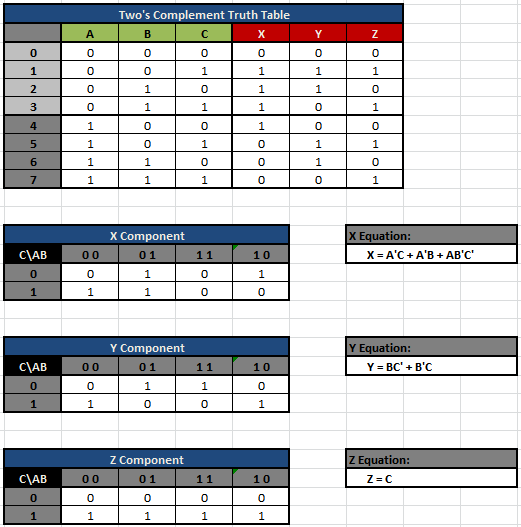 Two's Complement Truth Table
A B C X Y Z
0 0 0 0 0 0 0
1 0 0 1 1 1 1
2 0 1 0 1 1 0
3 0 1 1 1 0 1
4 1 0 0 1 0 0
5 1 0 1 0 1 1
6 1 1 0 0 1 0
7 1 1 1 0 0 1
X Component
X Equation:
C\AB 0 0 0 1 1 1 1 0
X = A'C + A'B + AB'C'
0 0 1 0 1
1 1 1 0 0
Y Component
Y Equation:
C\AB 0 0 0 1 1 1 1 0
Y = BC' + B'C
0 0 1 1 0
1 1 0 0 1
Z Component
Z Equation:
C\AB 0 0 0 1 1 1 1 0
Z = C
0 0 0 0 0
1 1 1 1 1